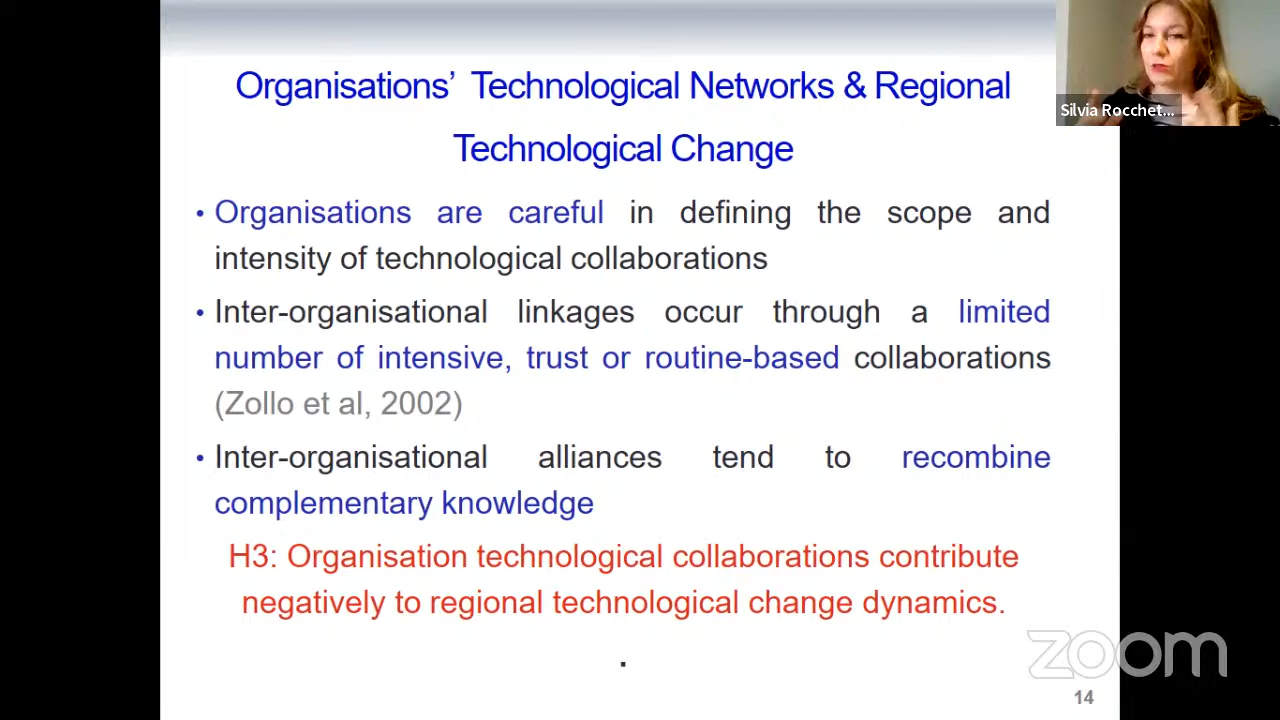 Organisations' Technological Networks & Regional
Technological Change
Silvia Rocchet...
• Organisations are careful in defining the scope and
intensity of technological collaborations
• Inter-organisational linkages occur through a limited
number of intensive, trust or routine-based collaborations
(Zollo et al, 2002)
• Inter-organisational alliances tend to recombine
complementary knowledge
H3: Organisation technological collaborations contribute
negatively to regional technological change dynamics.
.
zoom
14